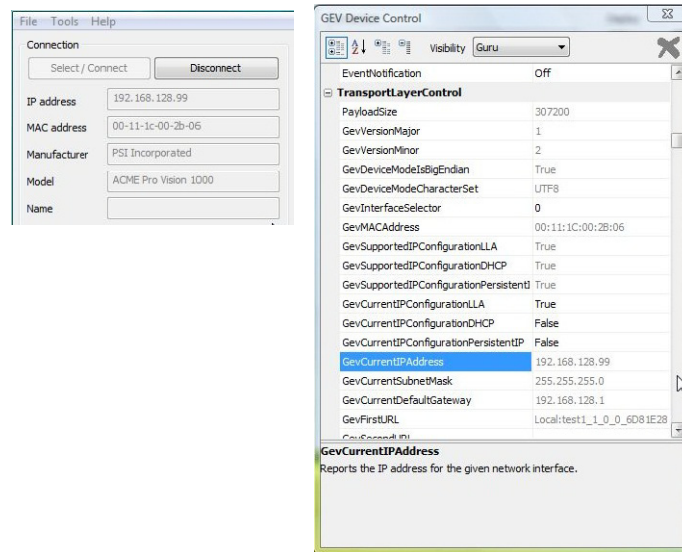 File Tools Help
Connection
Select / Connect Disconnect
IP address 192.168.128.99
MAC address 00-11-1c-00-2b-06
Manufacturer PSI Incorporated
Model ACME Pro Vision 1000
Name
GEV Device Control
Visibility Guru
EventNotification Off
TransportLayerControl
PayloadSize 307200
GevVersionMajor 1
GevVersionMinor 2
GevDeviceModeIsBigEndian True
GevDeviceModeCharacterSet UTF8
GevInterfaceSelector 0
GevMACAddress 00:11:1C:00:2B:06
GevSupportedIPConfigurationLLA True
GevSupportedIPConfigurationDHCP True
GevSupportedIPConfigurationPersistentI True
GevCurrentIPConfigurationLLA True
GevCurrentIPConfigurationDHCP False
GevCurrentIPConfigurationPersistentIP False
GevCurrentIPAddress 192.168.128.99
GevCurrentSubnetMask 255.255.255.0
GevCurrentDefaultGateway 192.168.128.1
GevFirstURL Local:test1_1_0_0_6D81E28
GevSecondURL
GevCurrentIPAddress
Reports the IP address for the given network interface.